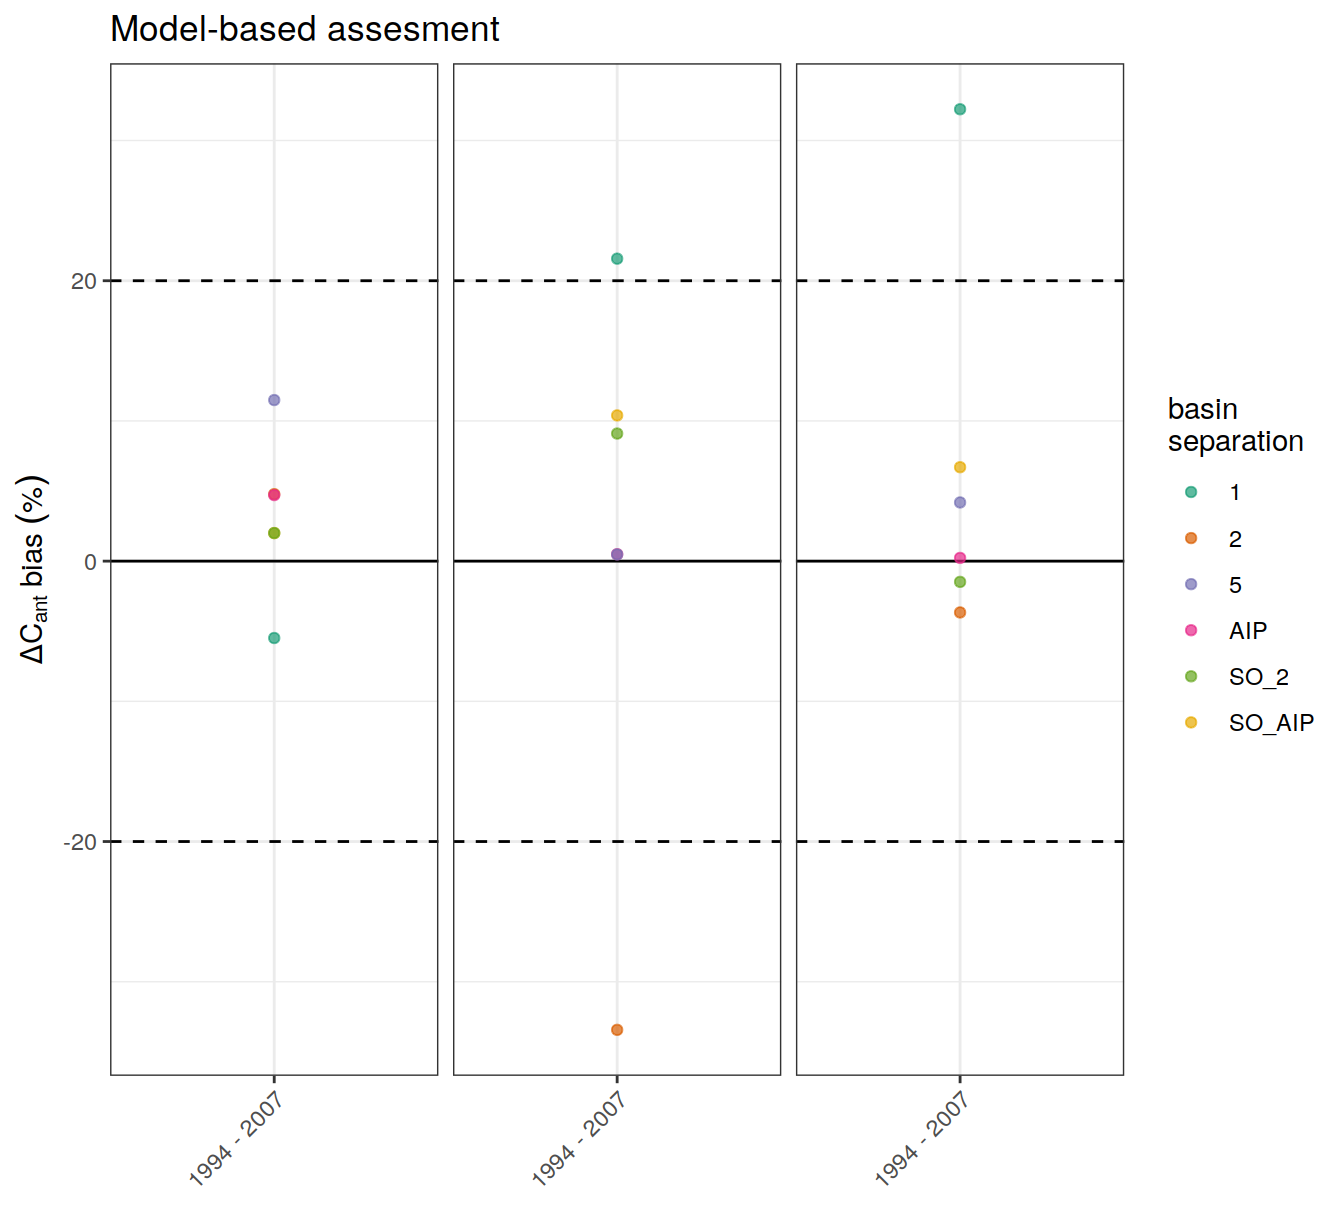 Model-based assesment
ΔCant bias (%)
20
0
-20
1994 - 2007
1994 - 2007
1994 - 2007
basin
separation
1
2
5
AIP
SO_2
SO_AIP